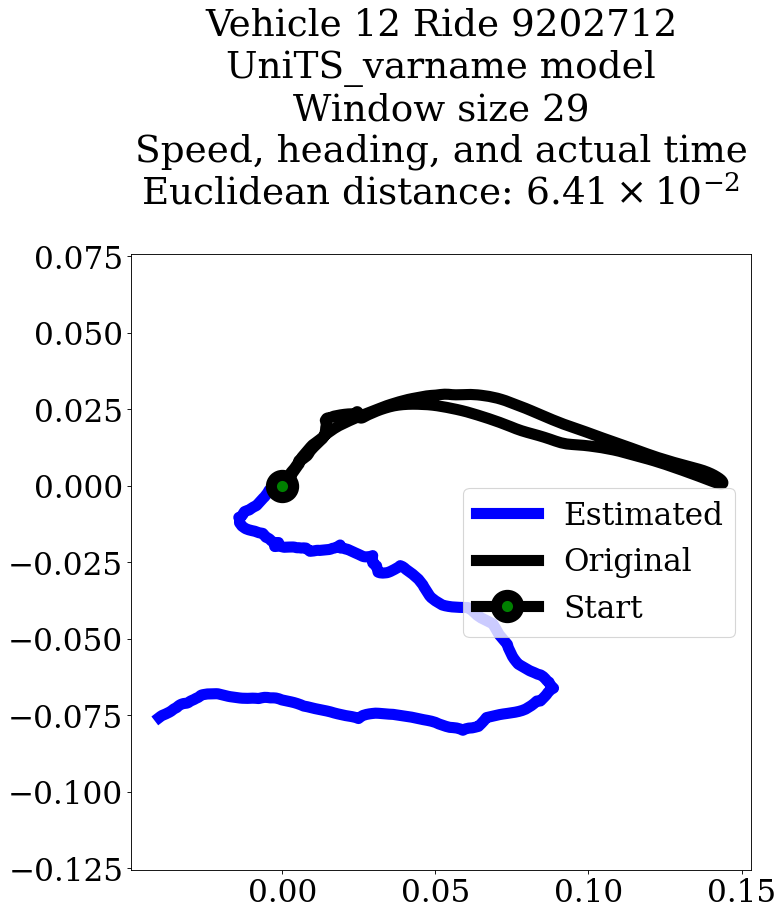 Vehicle 12 Ride 9202712
UniTS_varname model
Window size 29
Speed, heading, and actual time
Euclidean distance: 6.41 × 10⁻²
0.075
0.050
0.025
0.000
−0.025
−0.050
−0.075
−0.100
−0.125
Estimated
Original
Start
0.00 0.05 0.10 0.15